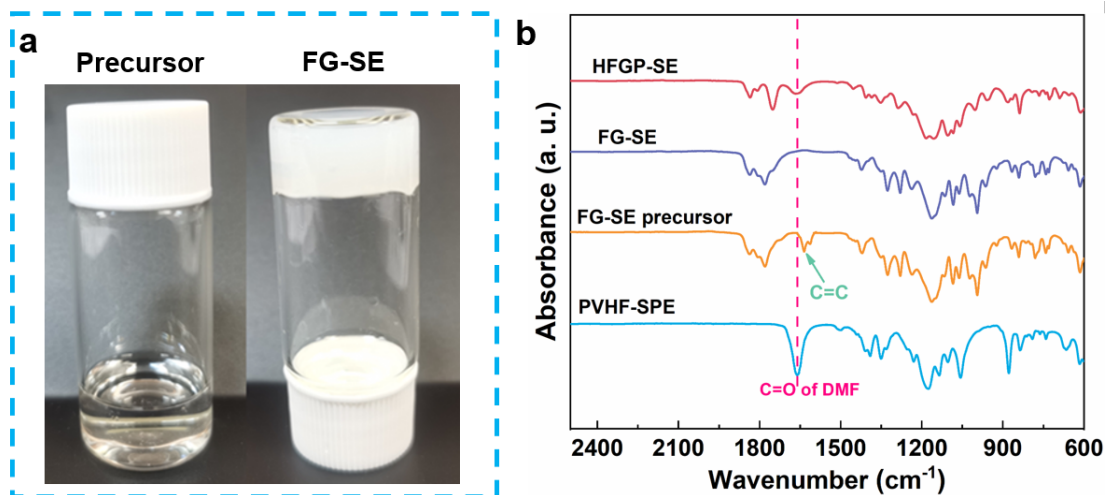 a
Precursor
FG-SE
b
HFGP-SE
FG-SE
FG-SE precursor
C=C
PVHF-SPE
C=O of DMF
Absorbance (a. u.)
2400 2100 1800 1500 1200 900 600
Wavenumber (cm⁻¹)